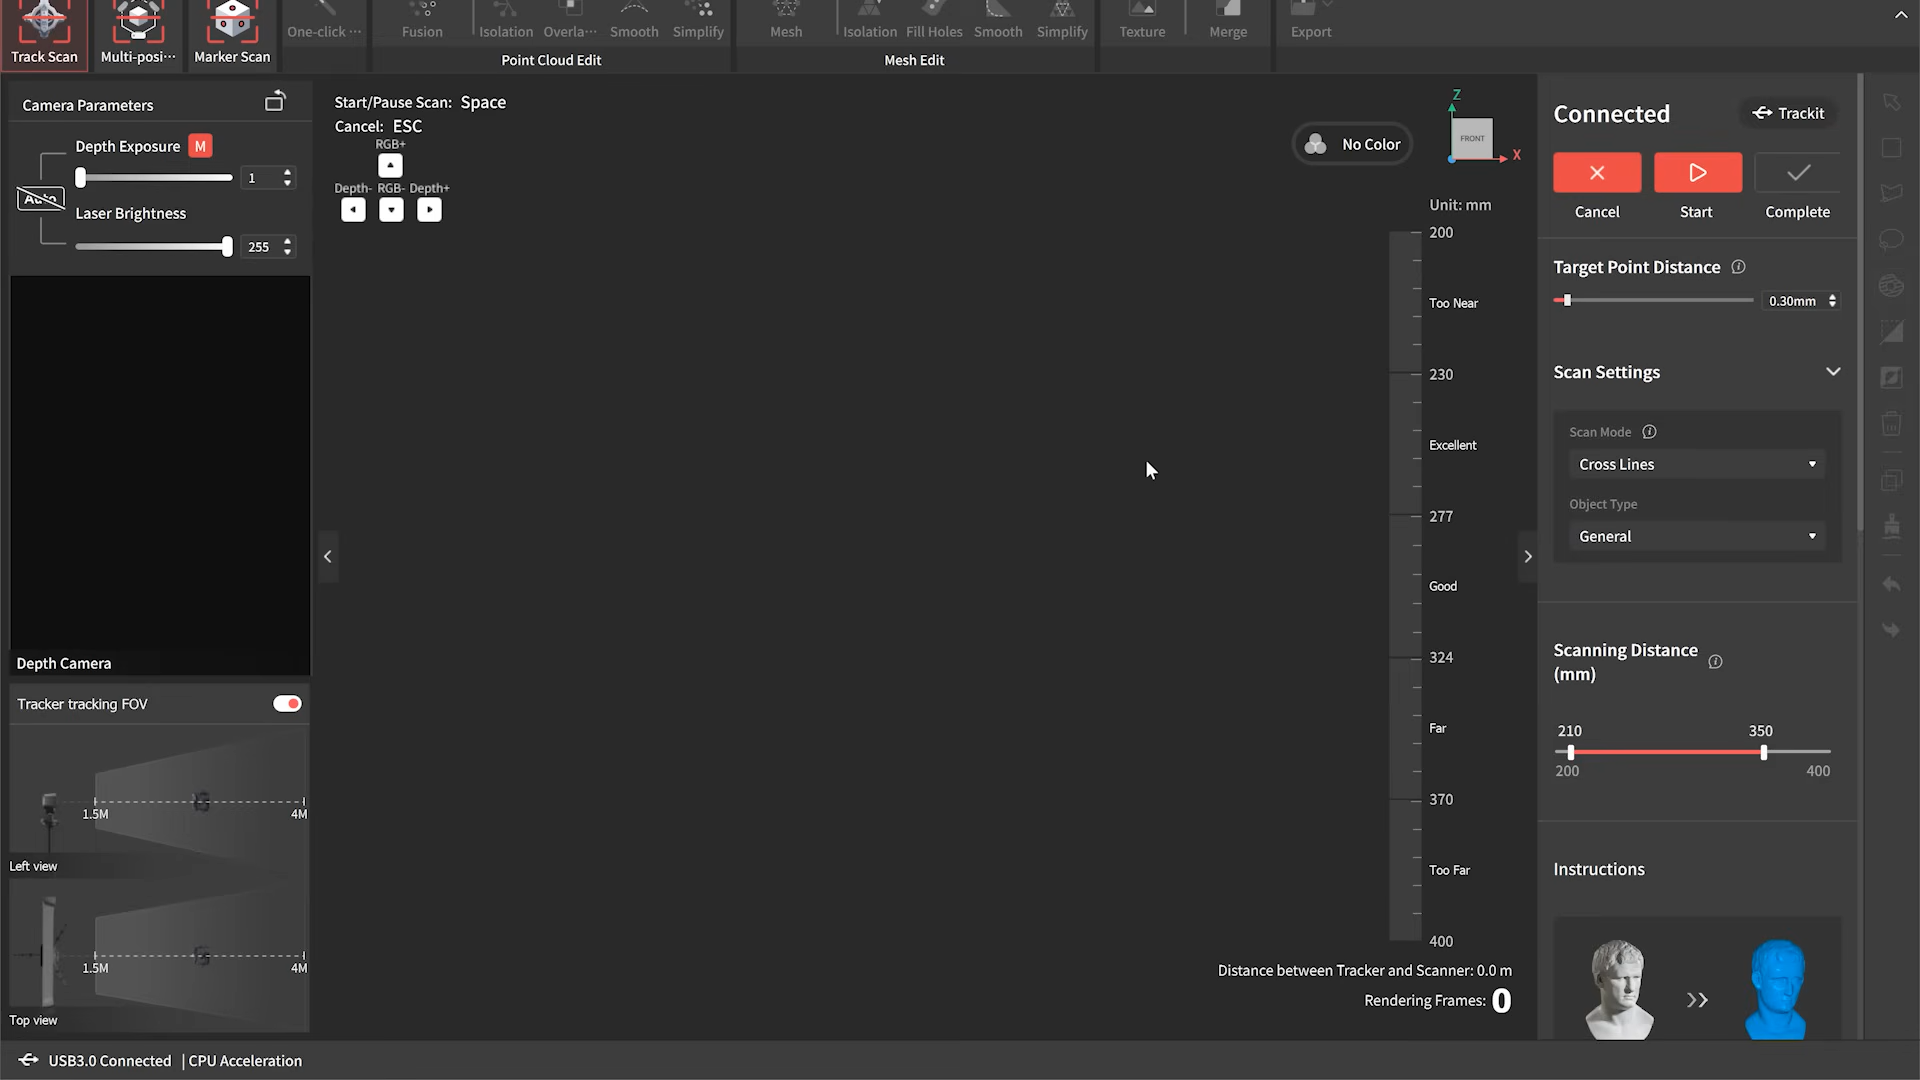 Track Scan
Multi-posi···
Marker Scan
One-click ···
Fusion
Isolation
Overla···
Smooth
Simplify
Point Cloud Edit
Mesh
Isolation
Fill Holes
Smooth
Simplify
Mesh Edit
Texture
Merge
Export
Camera Parameters
Depth Exposure M
1
Auto
Laser Brightness
255
Depth Camera
Tracker tracking FOV
1.5M 4M
Left view
1.5M 4M
Top view
Start/Pause Scan: Space
Cancel: ESC
RGB+
Depth- RGB- Depth+
No Color
Z
FRONT
X
Unit: mm
200
Too Near
230
Excellent
277
Good
324
Far
370
Too Far
400
Distance between Tracker and Scanner: 0.0 m
Rendering Frames: 0
Connected
Trackit
Cancel
Start
Complete
Target Point Distance
0.30mm
Scan Settings
Scan Mode
Cross Lines
Object Type
General
Scanning Distance
(mm)
210 350
200 400
Instructions
USB3.0 Connected | CPU Acceleration